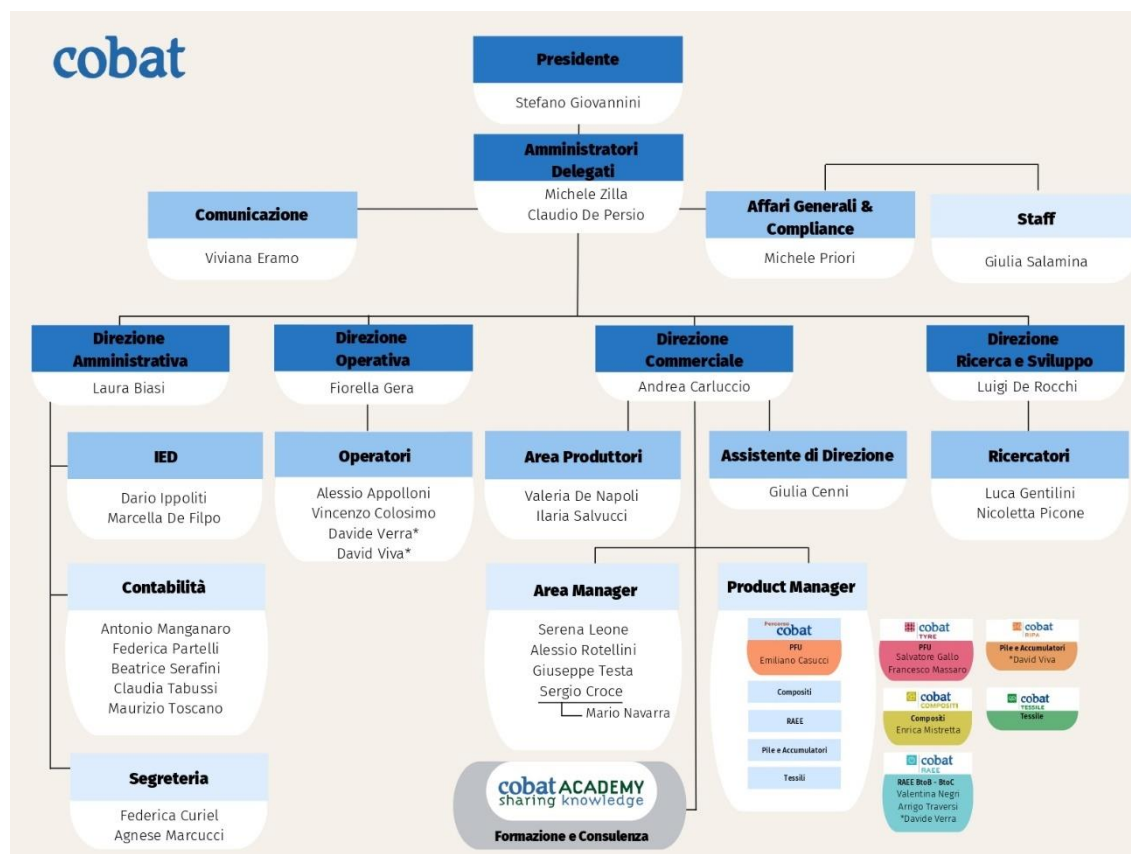 cobat
Presidente
Stefano Giovannini
Amministratori
Delegati
Michele Zilla
Claudio De Persio
Comunicazione
Viviana Eramo
Affari Generali &
Compliance
Michele Priori
Staff
Giulia Salamina
Direzione
Amministrativa
Laura Biasi
Direzione
Operativa
Fiorella Gera
Direzione
Commerciale
Andrea Carluccio
Direzione
Ricerca e Sviluppo
Luigi De Rocchi
IED
Dario Ippoliti
Marcella De Filpo
Operatori
Alessio Appolloni
Vincenzo Colosimo
Davide Verra*
David Viva*
Area Produttori
Valeria De Napoli
Ilaria Salvucci
Assistente di Direzione
Giulia Cenni
Ricercatori
Luca Gentilini
Nicoletta Picone
Contabilità
Antonio Manganaro
Federica Partelli
Beatrice Serafini
Claudia Tabussi
Maurizio Toscano
Area Manager
Serena Leone
Alessio Rotellini
Giuseppe Testa
Sergio Croce
Mario Navarra
Product Manager
Percorso
cobat
PFU
Emiliano Casucci
Compositi
RAEE
Pile e Accumulatori
Tessili
cobat
TYRE
PFU
Salvatore Gallo
Francesco Massaro
cobat
RIPA
Pile e Accumulatori
*David Viva
cobat
COMPOSITI
Compositi
Enrica Mistretta
cobat
TESSILE
Tessile
cobat
RAEE
RAEE BtoB - BtoC
Valentina Negri
Arrigo Traversi
*Davide Verra
Segreteria
Federica Curiel
Agnese Marcucci
cobat ACADEMY
sharing knowledge
Formazione e Consulenza